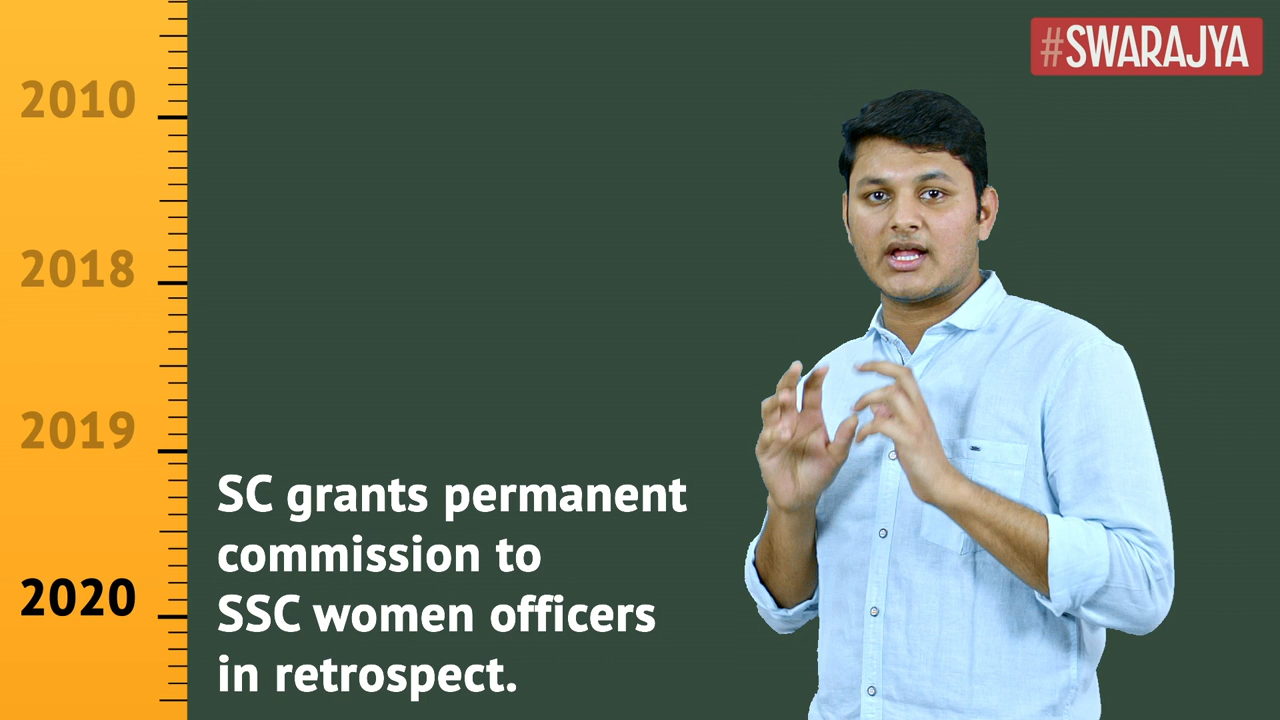 #SWARAJYA
2010
2018
2019
2020
SC grants permanent
commission to
SSC women officers
in retrospect.